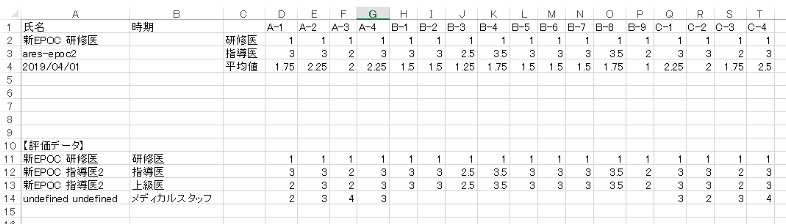 A B C D E F G H I J K L M N O P Q R S T
1 氏名 時期 A-1 A-2 A-3 A-4 B-1 B-2 B-3 B-4 B-5 B-6 B-7 B-8 B-9 C-1 C-2 C-3 C-4
2 新EPOC 研修医 研修医 1 1 1 1 1 1 1 1 1 1 1 1 1 1 1 1 1
3 ares-epoc2 指導医 3 3 2 3 3 3 2.5 3.5 3 3 3 3.5 2 3 3 2 3
4 2019/04/01 平均値 1.75 2.25 2 2.25 1.5 1.5 1.25 1.75 1.5 1.5 1.5 1.75 1 2.25 2 1.75 2.5
5
6
7
8
9
10 【評価データ】
11 新EPOC 研修医 研修医 1 1 1 1 1 1 1 1 1 1 1 1 1 1 1 1 1
12 新EPOC 指導医2 指導医 3 3 2 3 3 3 2.5 3.5 3 3 3 3.5 2 3 3 2 3
13 新EPOC 指導医2 上級医 2 3 2 3 3 3 2.5 3.5 3 3 3 3.5 2 3 3 2 3
14 undefined undefined メディカルスタッフ 2 3 4 3 3 2 3 4
15